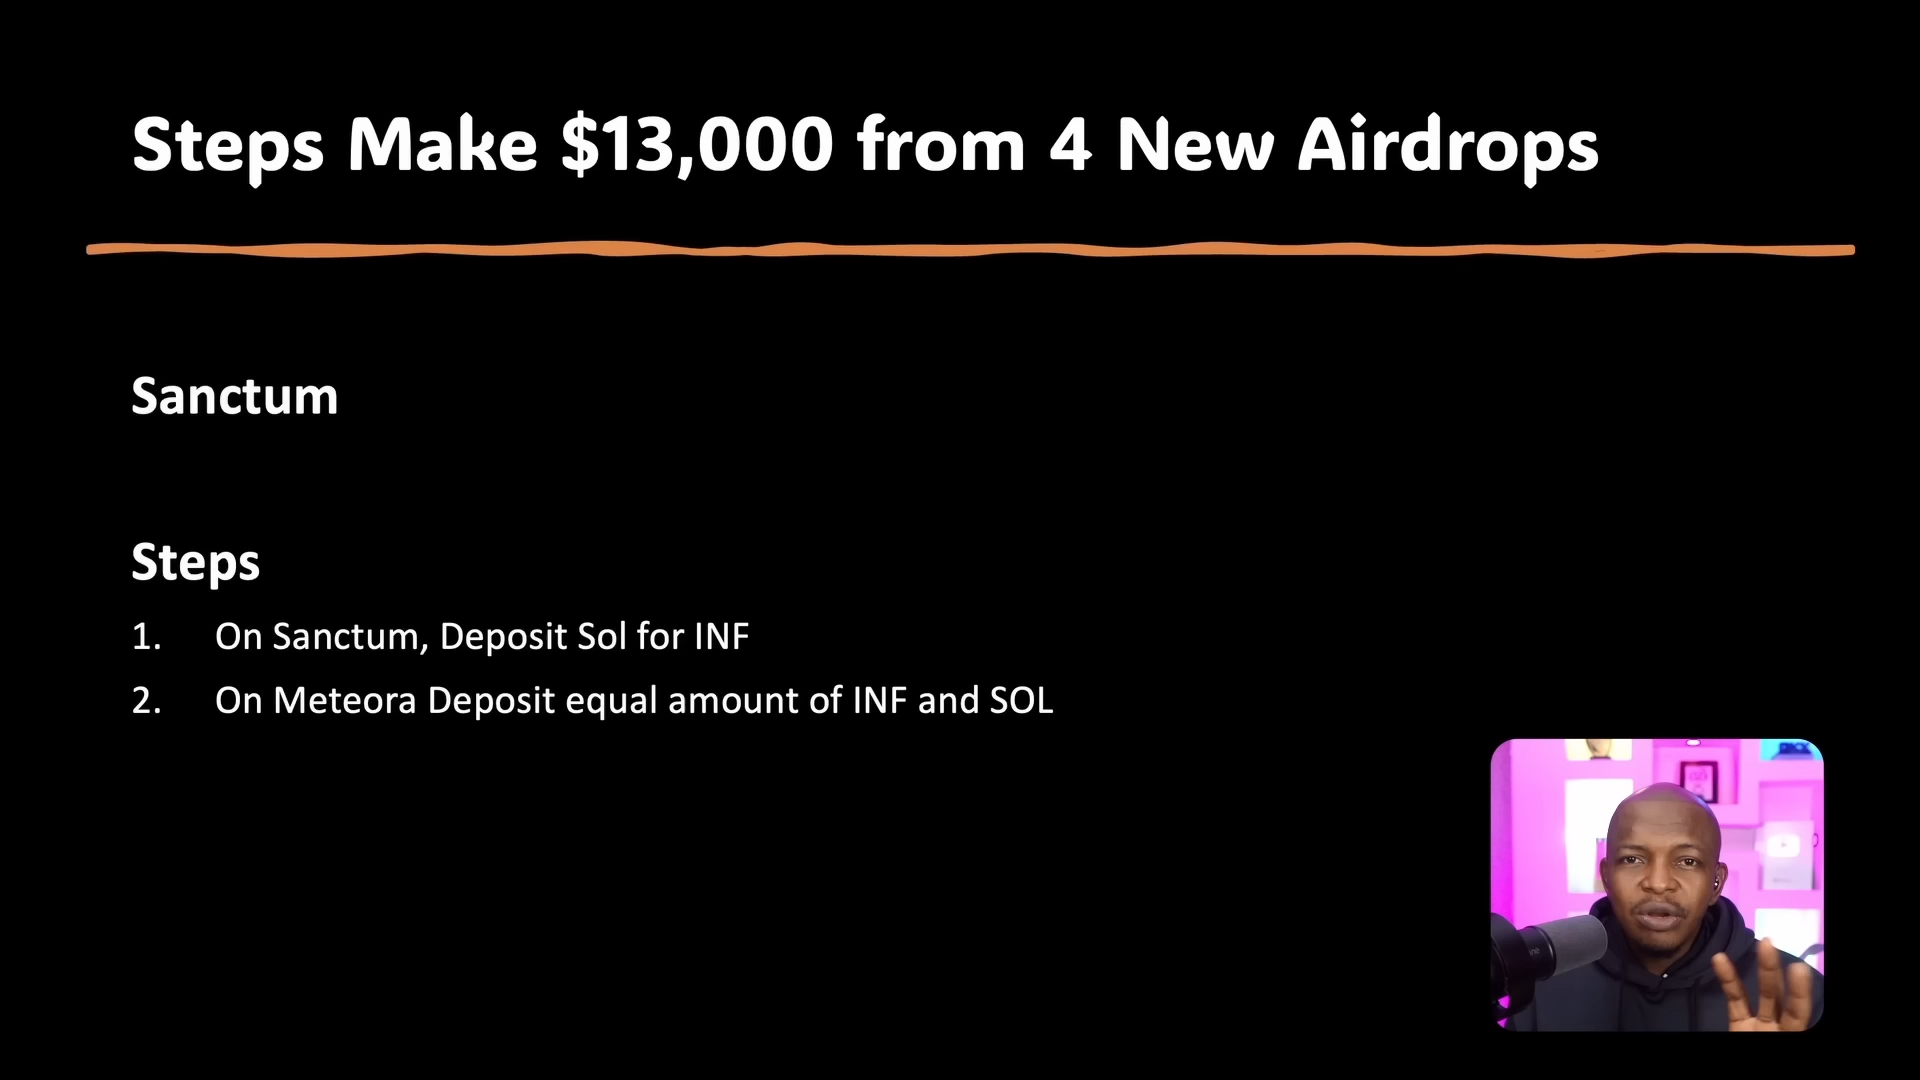 Steps Make $13,000 from 4 New Airdrops
Sanctum
Steps
1. On Sanctum, Deposit Sol for INF
2. On Meteora Deposit equal amount of INF and SOL